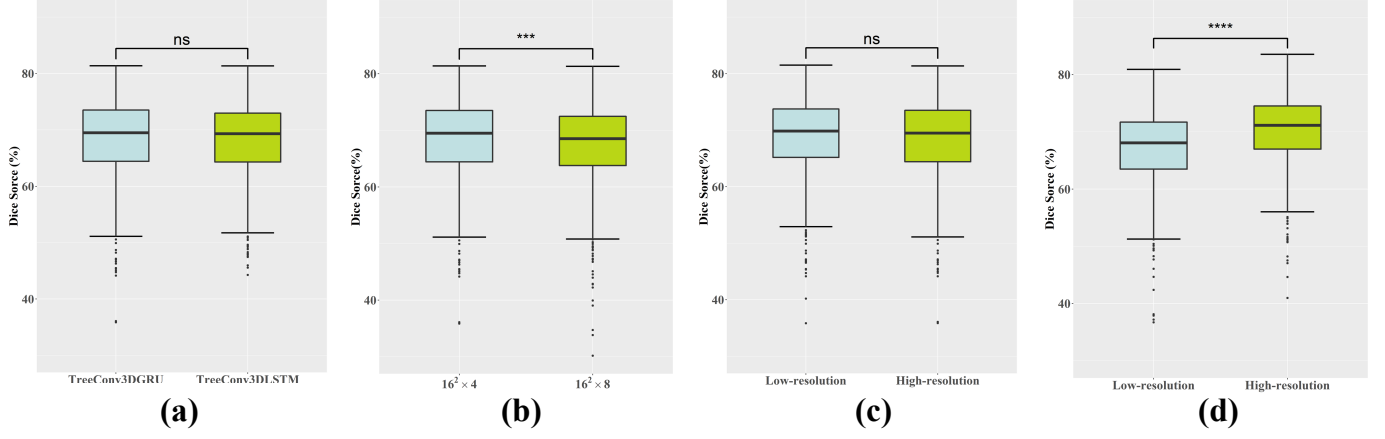 ns
80
60
40
Dice Sorce (%)
TreeConv3DGRU TreeConv3DLSTM
(a)
***
80
60
40
Dice Sorce(%)
16² × 4 16² × 8
(b)
ns
80
60
40
Dice Sorce(%)
Low-resolution High-resolution
(c)
****
80
60
40
Dice Sorce (%)
Low-resolution High-resolution
(d)